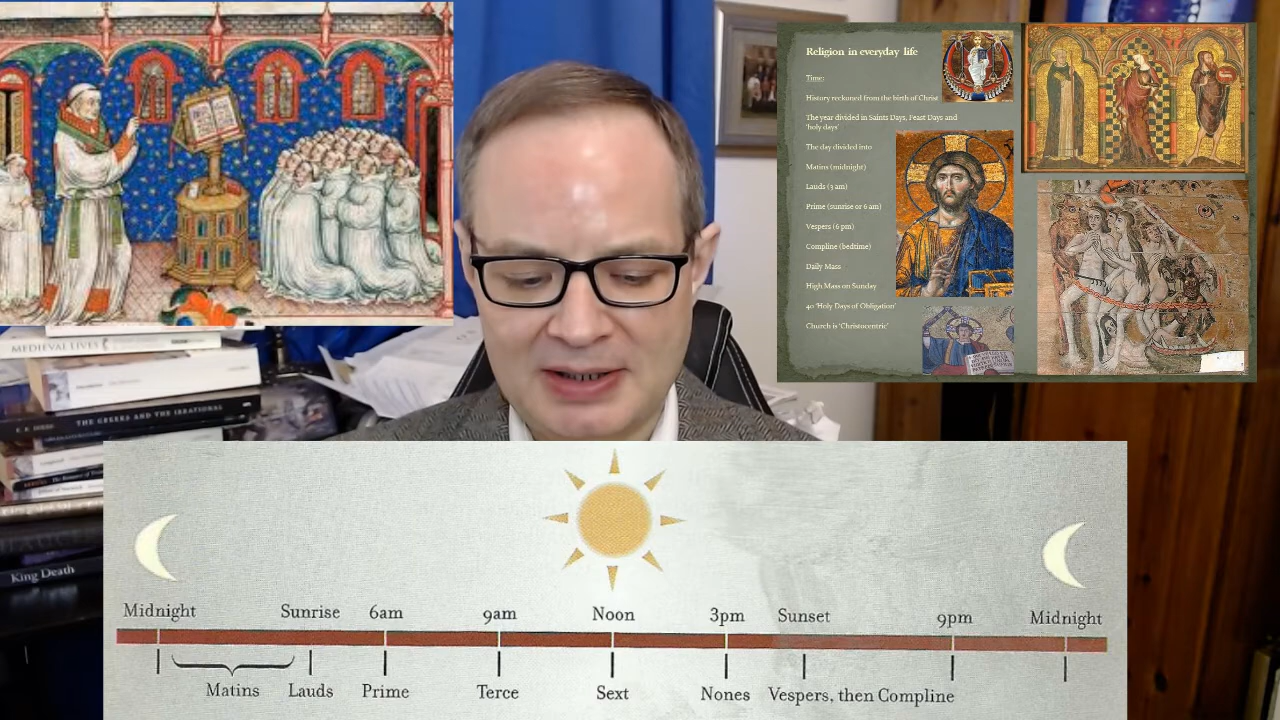 Religion in everyday life
Time:
History reckoned from the birth of Christ
The year divided in Saints Days, Feast Days and
'holy days'
The day divided into
Matins (midnight)
Lauds (3 am)
Prime (sunrise or 6 am)
Vespers (6 pm)
Compline (bedtime)
Daily Mass
High Mass on Sunday
40 'Holy Days of Obligation'
Church is 'Christocentric'
MEDIEVAL LIVES
THE GREEKS AND THE IRRATIONAL
King Death
Midnight Sunrise 6am 9am Noon 3pm Sunset 9pm Midnight
Matins Lauds Prime Terce Sext Nones Vespers, then Compline